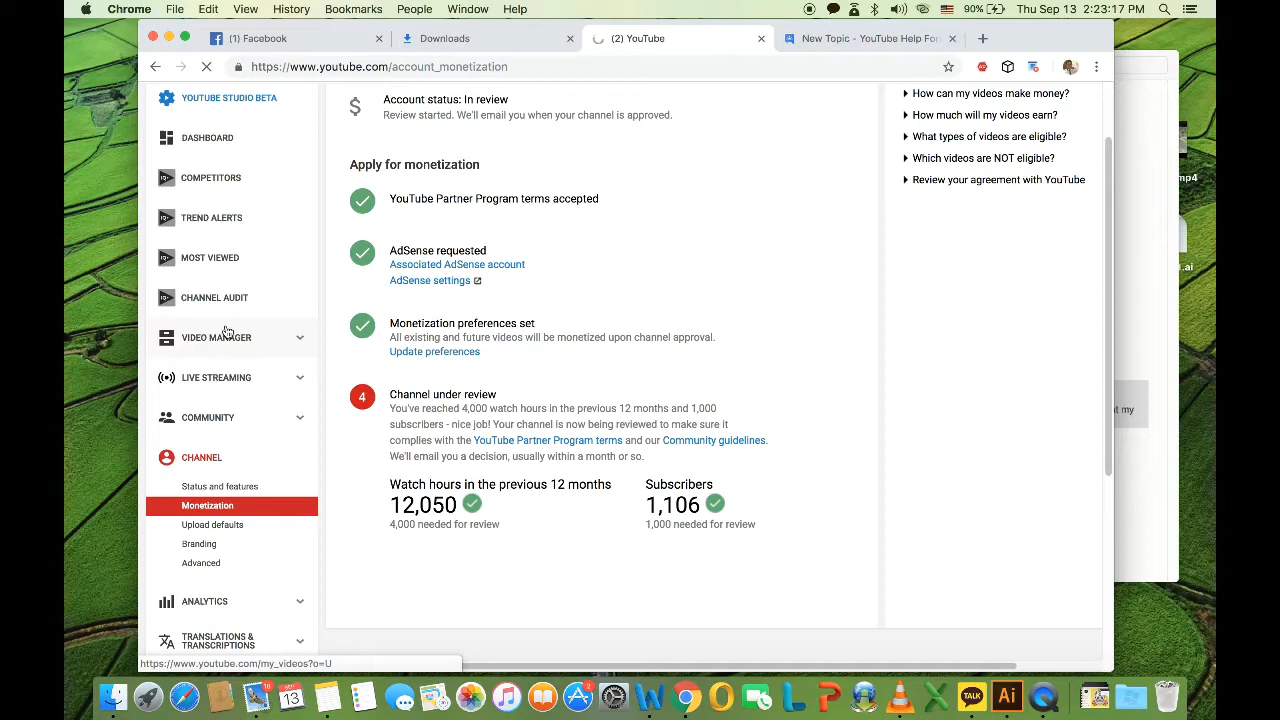 Chrome File Edit View History Bookmarks People Window Help 90% Thu Sep 13 2:23:17 PM
(1) Facebook
Downloads
(2) YouTube
New Topic - YouTube Help For
https://www.youtube.com/account_monetization
YOUTUBE STUDIO BETA
DASHBOARD
COMPETITORS
TREND ALERTS
MOST VIEWED
CHANNEL AUDIT
VIDEO MANAGER
LIVE STREAMING
COMMUNITY
CHANNEL
Status and features
Monetization
Upload defaults
Branding
Advanced
ANALYTICS
TRANSLATIONS &
TRANSCRIPTIONS
https://www.youtube.com/my_videos?o=U
$
Account status: In review
Review started. We'll email you when your channel is approved.
Apply for monetization
YouTube Partner Program terms accepted
AdSense requested
Associated AdSense account
AdSense settings
Monetization preferences set
All existing and future videos will be monetized upon channel approval.
Update preferences
4
Channel under review
You've reached 4,000 watch hours in the previous 12 months and 1,000
subscribers - nice job! Your channel is now being reviewed to make sure it
complies with the YouTube Partner Program terms and our Community guidelines.
We'll email you a decision, usually within a month or so.
Watch hours in the previous 12 months
12,050
4,000 needed for review
Subscribers
1,106
1,000 needed for review
How can my videos make money?
How much will my videos earn?
What types of videos are eligible?
Which videos are NOT eligible?
Review your agreement with YouTube
mp4
.ai
my
TALK
Ai